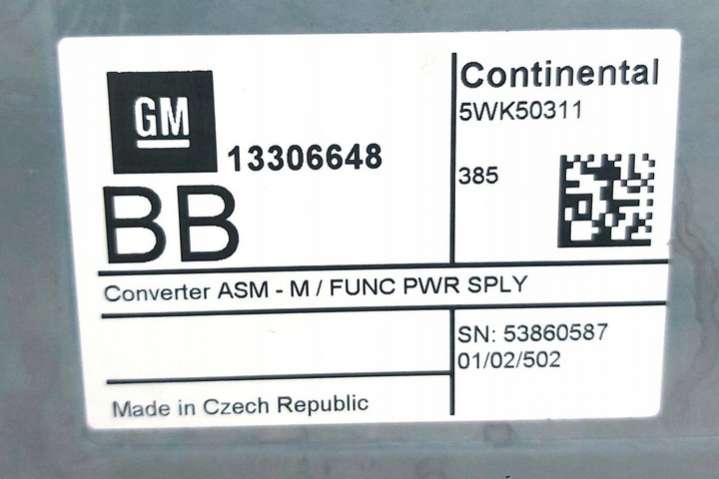 GM
13306648
BB
Continental
5WK50311
385
Converter ASM - M / FUNC PWR SPLY
SN: 53860587
01/02/502
Made in Czech Republic